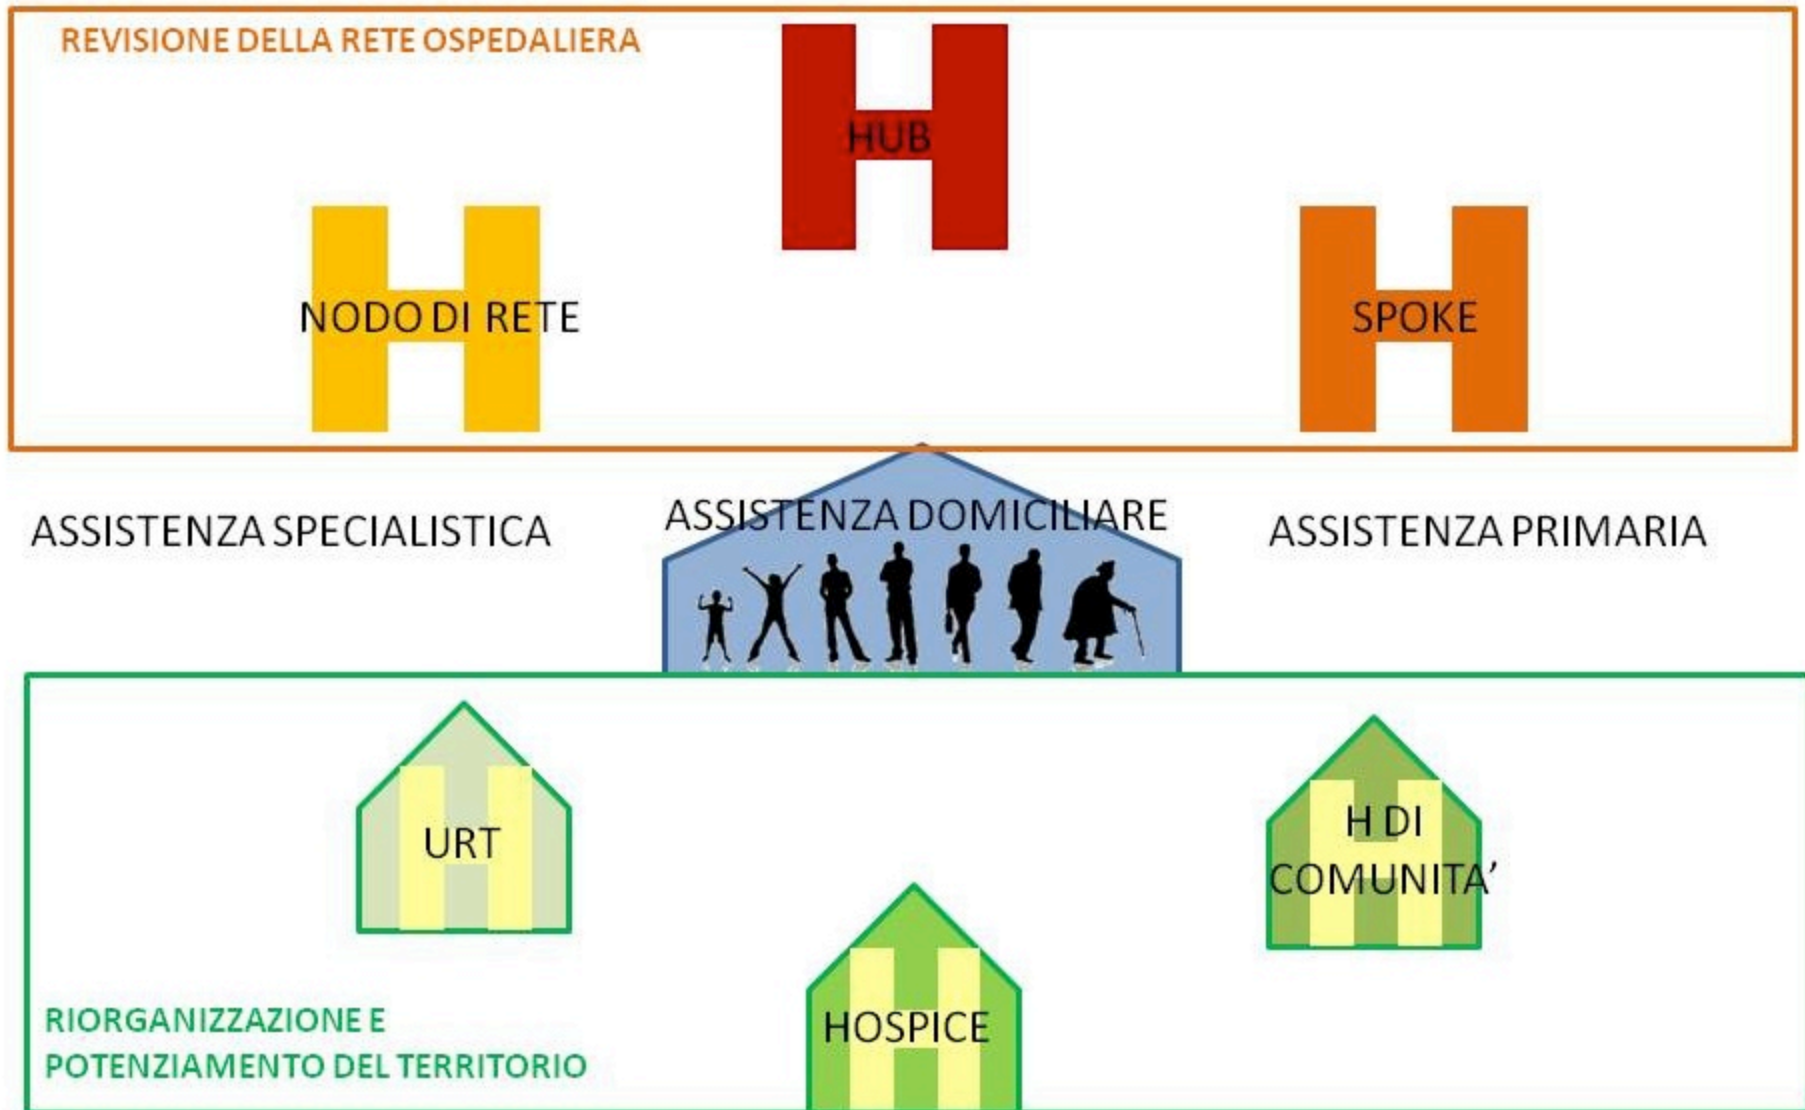 REVISIONE DELLA RETE OSPEDALIERA
HUB
NODO DI RETE
SPOKE
ASSISTENZA SPECIALISTICA
ASSISTENZA DOMICILIARE
ASSISTENZA PRIMARIA
URT
H DI
COMUNITA’
HOSPICE
RIORGANIZZAZIONE E
POTENZIAMENTO DEL TERRITORIO